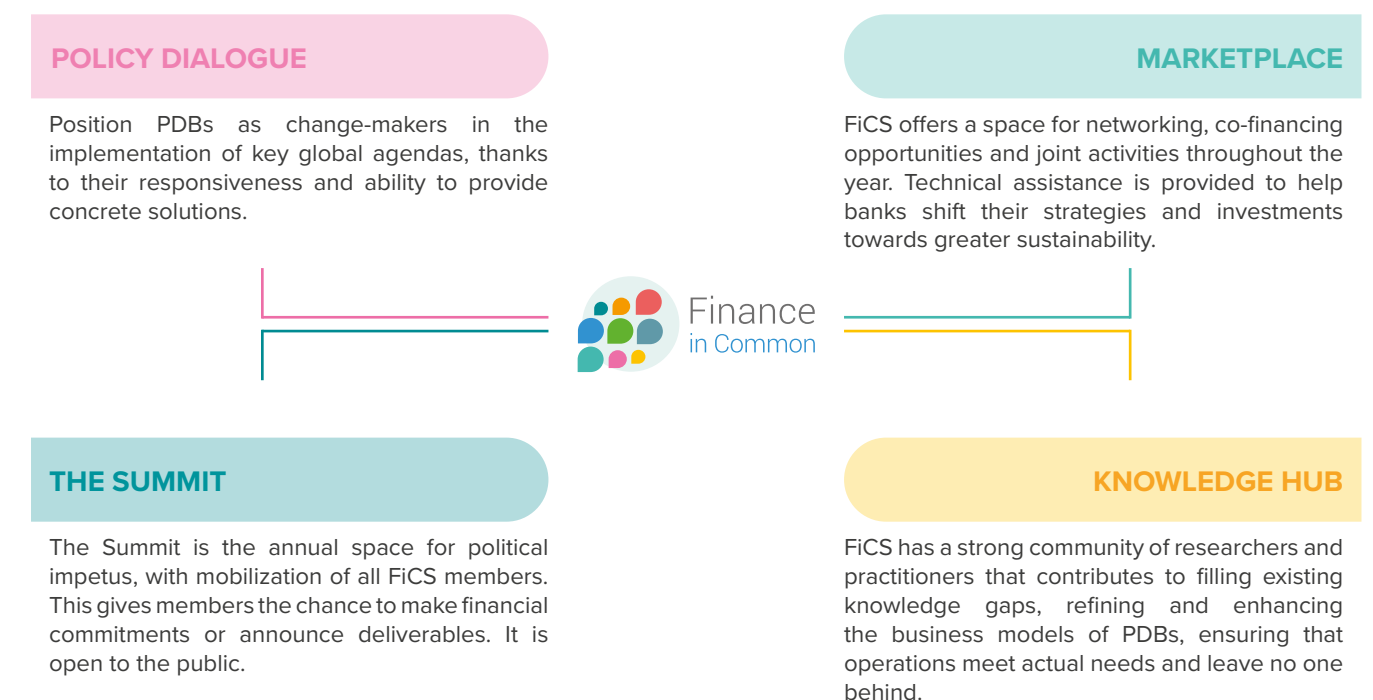 POLICY DIALOGUE
Position PDBs as change-makers in the
implementation of key global agendas, thanks
to their responsiveness and ability to provide
concrete solutions.
MARKETPLACE
FiCS offers a space for networking, co-financing
opportunities and joint activities throughout the
year. Technical assistance is provided to help
banks shift their strategies and investments
towards greater sustainability.
Finance
in Common
THE SUMMIT
The Summit is the annual space for political
impetus, with mobilization of all FiCS members.
This gives members the chance to make financial
commitments or announce deliverables. It is
open to the public.
KNOWLEDGE HUB
FiCS has a strong community of researchers and
practitioners that contributes to filling existing
knowledge gaps, refining and enhancing
the business models of PDBs, ensuring that
operations meet actual needs and leave no one
behind.